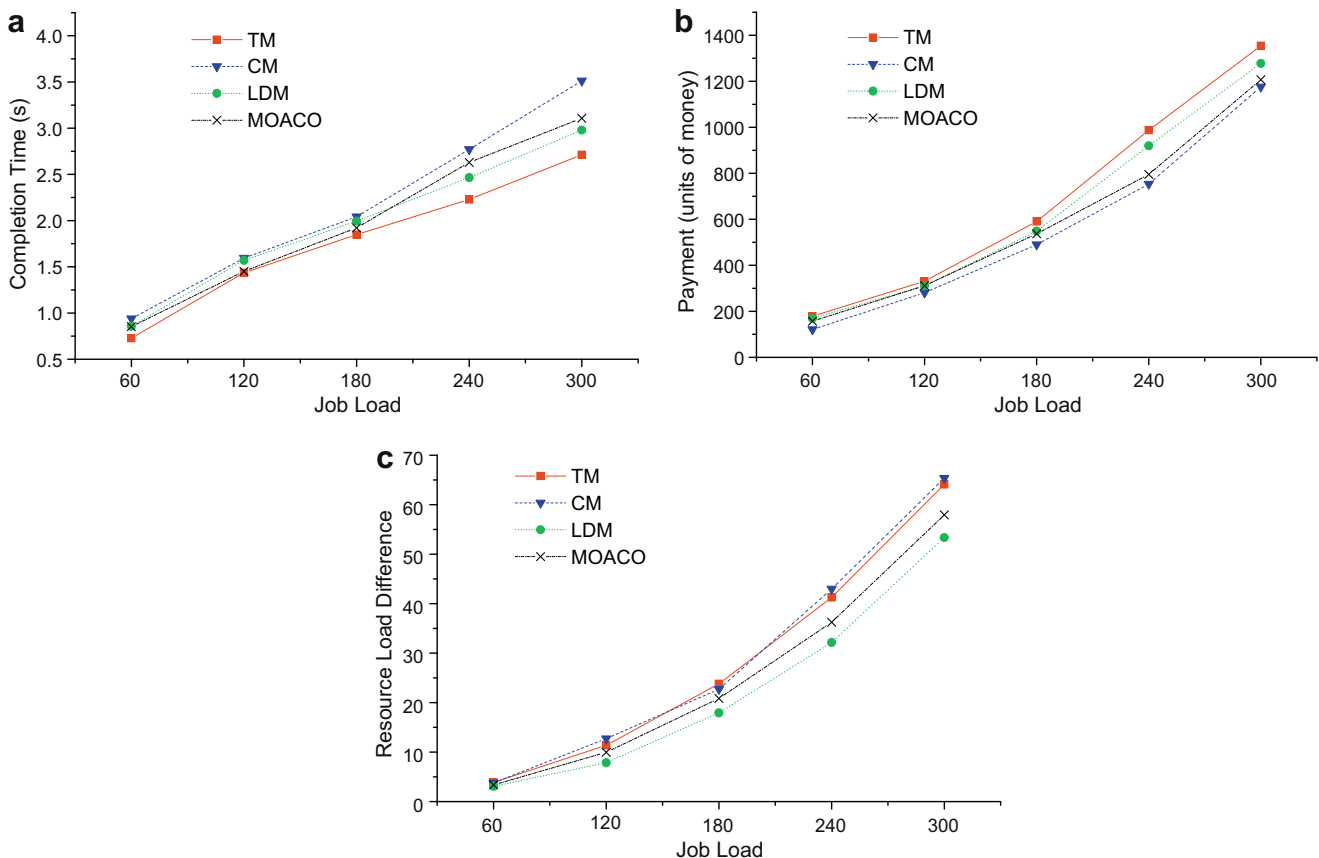 a
4.0
3.5
3.0
2.5
2.0
1.5
1.0
0.5
Completion Time (s)
TM
CM
LDM
MOACO
60 120 180 240 300
Job Load
b
1400
1200
1000
800
600
400
200
0
Payment (units of money)
TM
CM
LDM
MOACO
60 120 180 240 300
Job Load
c
70
60
50
40
30
20
10
0
Resource Load Difference
TM
CM
LDM
MOACO
60 120 180 240 300
Job Load